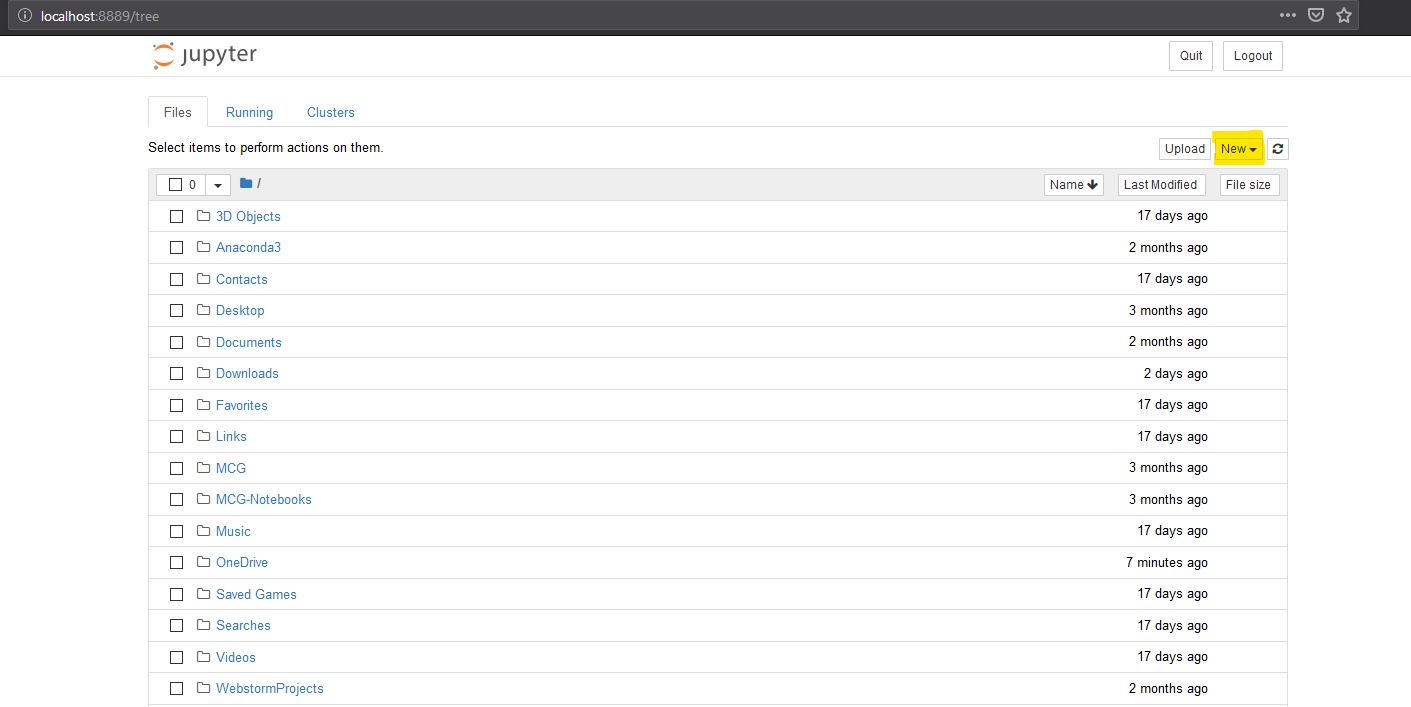 localhost:8889/tree
jupyter Quit Logout
Files Running Clusters
Select items to perform actions on them. Upload New
0 / Name Last Modified File size
3D Objects 17 days ago
Anaconda3 2 months ago
Contacts 17 days ago
Desktop 3 months ago
Documents 2 months ago
Downloads 2 days ago
Favorites 17 days ago
Links 17 days ago
MCG 3 months ago
MCG-Notebooks 3 months ago
Music 17 days ago
OneDrive 7 minutes ago
Saved Games 17 days ago
Searches 17 days ago
Videos 17 days ago
WebstormProjects 2 months ago